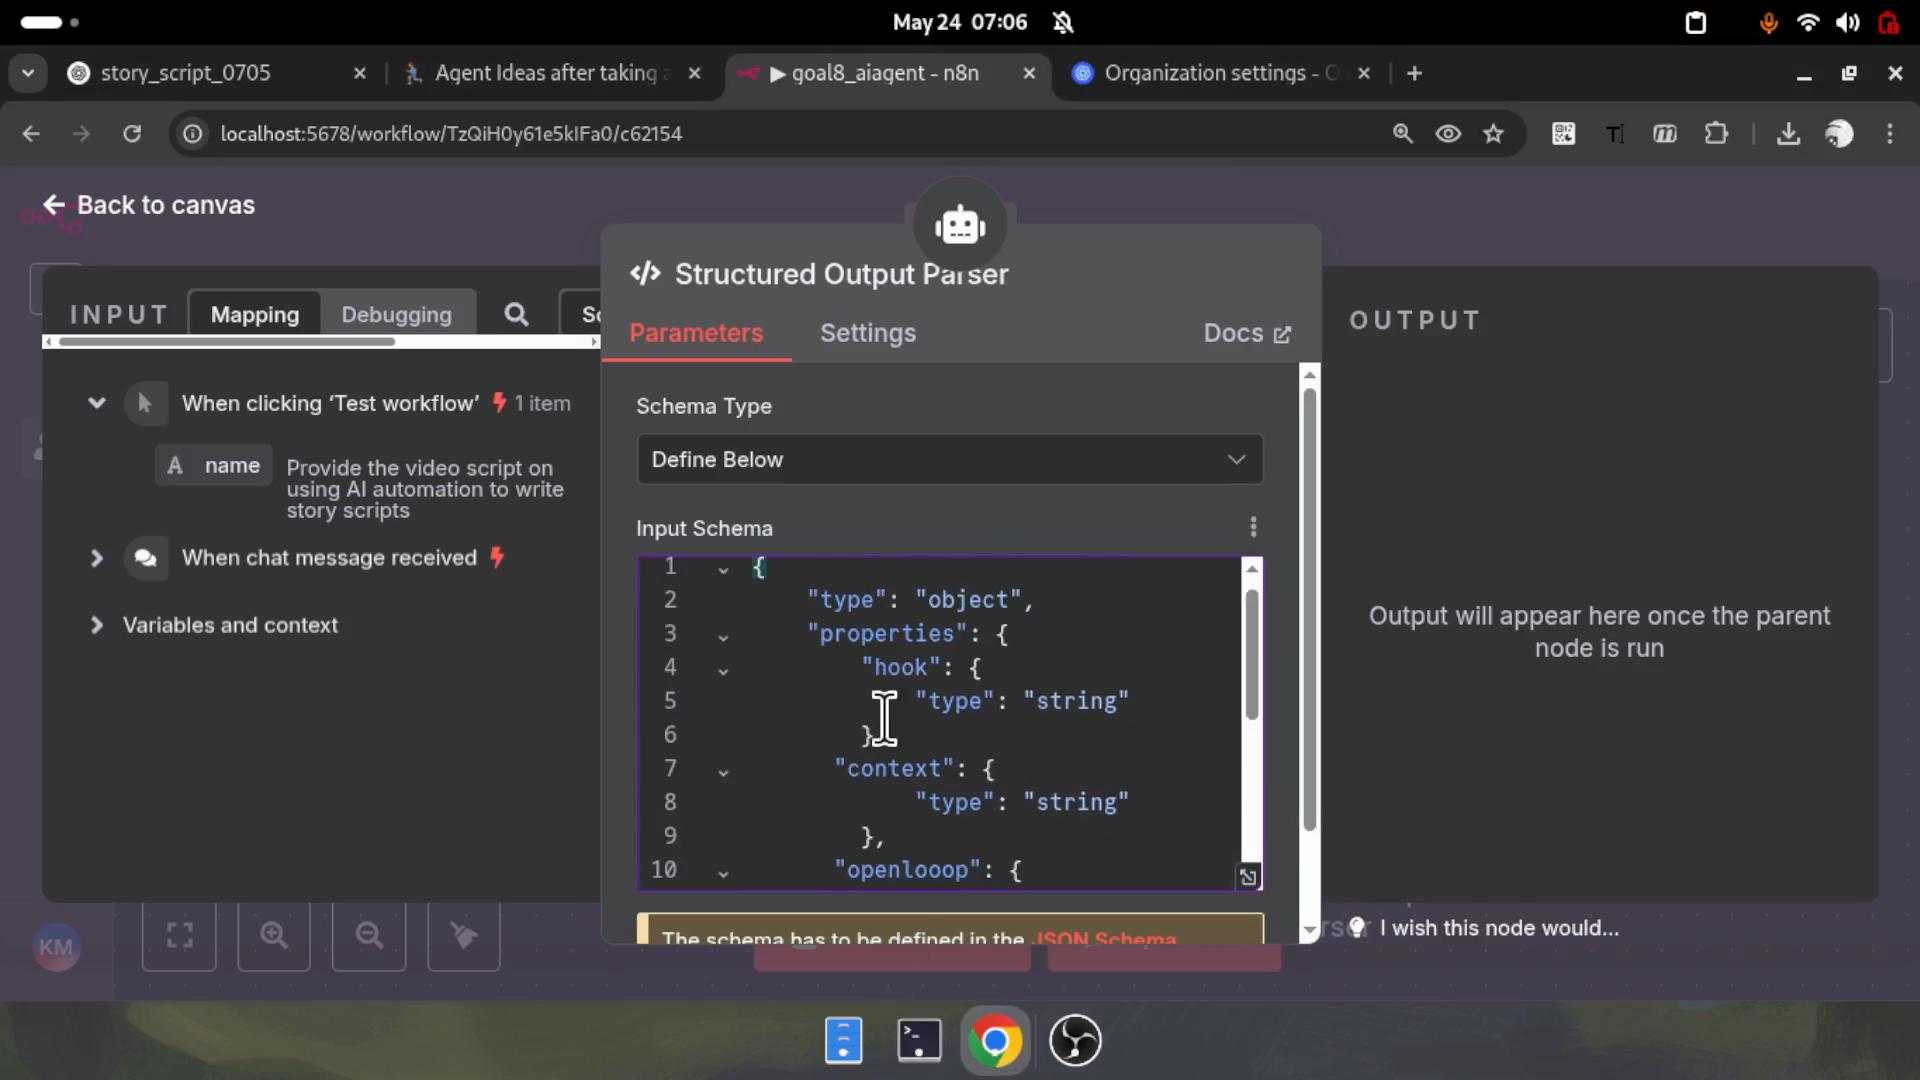 May 24 07:06
story_script_0705
Agent Ideas after taking
goal8_aiagent - n8n
Organization settings -
localhost:5678/workflow/TzQiH0y61e5kIFa0/c62154
Back to canvas
Structured Output Parser
INPUT Mapping Debugging
Parameters Settings Docs
OUTPUT
When clicking ‘Test workflow’ 1 item
A name
Provide the video script on
using AI automation to write
story scripts
When chat message received
Variables and context
Schema Type
Define Below
Input Schema
1 {
2 "type": "object",
3 "properties": {
4 "hook": {
5 "type": "string"
6 }
7 "context": {
8 "type": "string"
9 },
10 "openlooop": {
The schema has to be defined in the JSON Schema
Output will appear here once the parent
node is run
I wish this node would...
KM